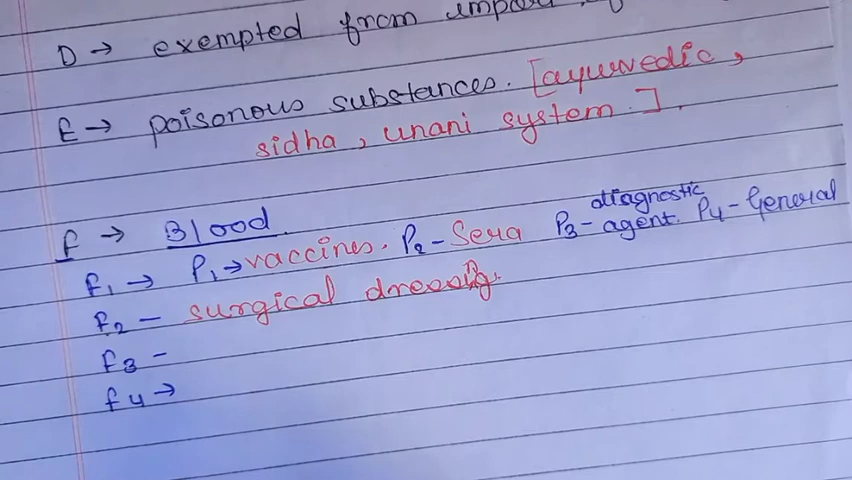 D → exempted from import
E → poisonous substances. [ayurvedic,
sidha, unani system.].
F → Blood.
F1 → P1 → vaccines. P2 - Sera P3 - diagnostic agent. P4 - General
F2 - surgical dressing.
F3 -
F4 →